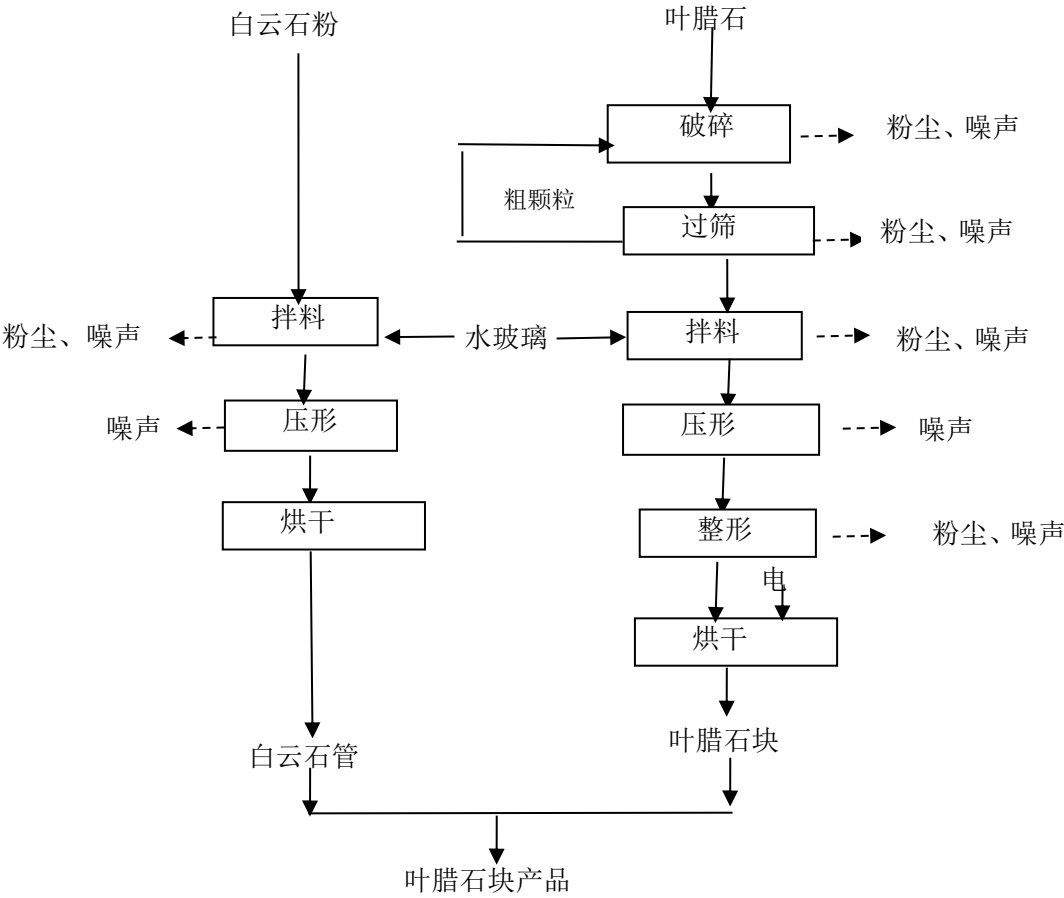 白云石粉
叶腊石
破碎
粉尘、噪声
粗颗粒
过筛
粉尘、噪声
粉尘、噪声
拌料
水玻璃
拌料
粉尘、噪声
噪声
压形
压形
噪声
烘干
整形
粉尘、噪声
电
烘干
白云石管
叶腊石块
叶腊石块产品